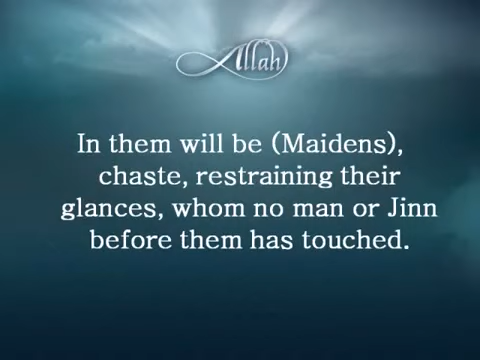 Allah
In them will be (Maidens),
chaste, restraining their
glances, whom no man or Jinn
before them has touched.